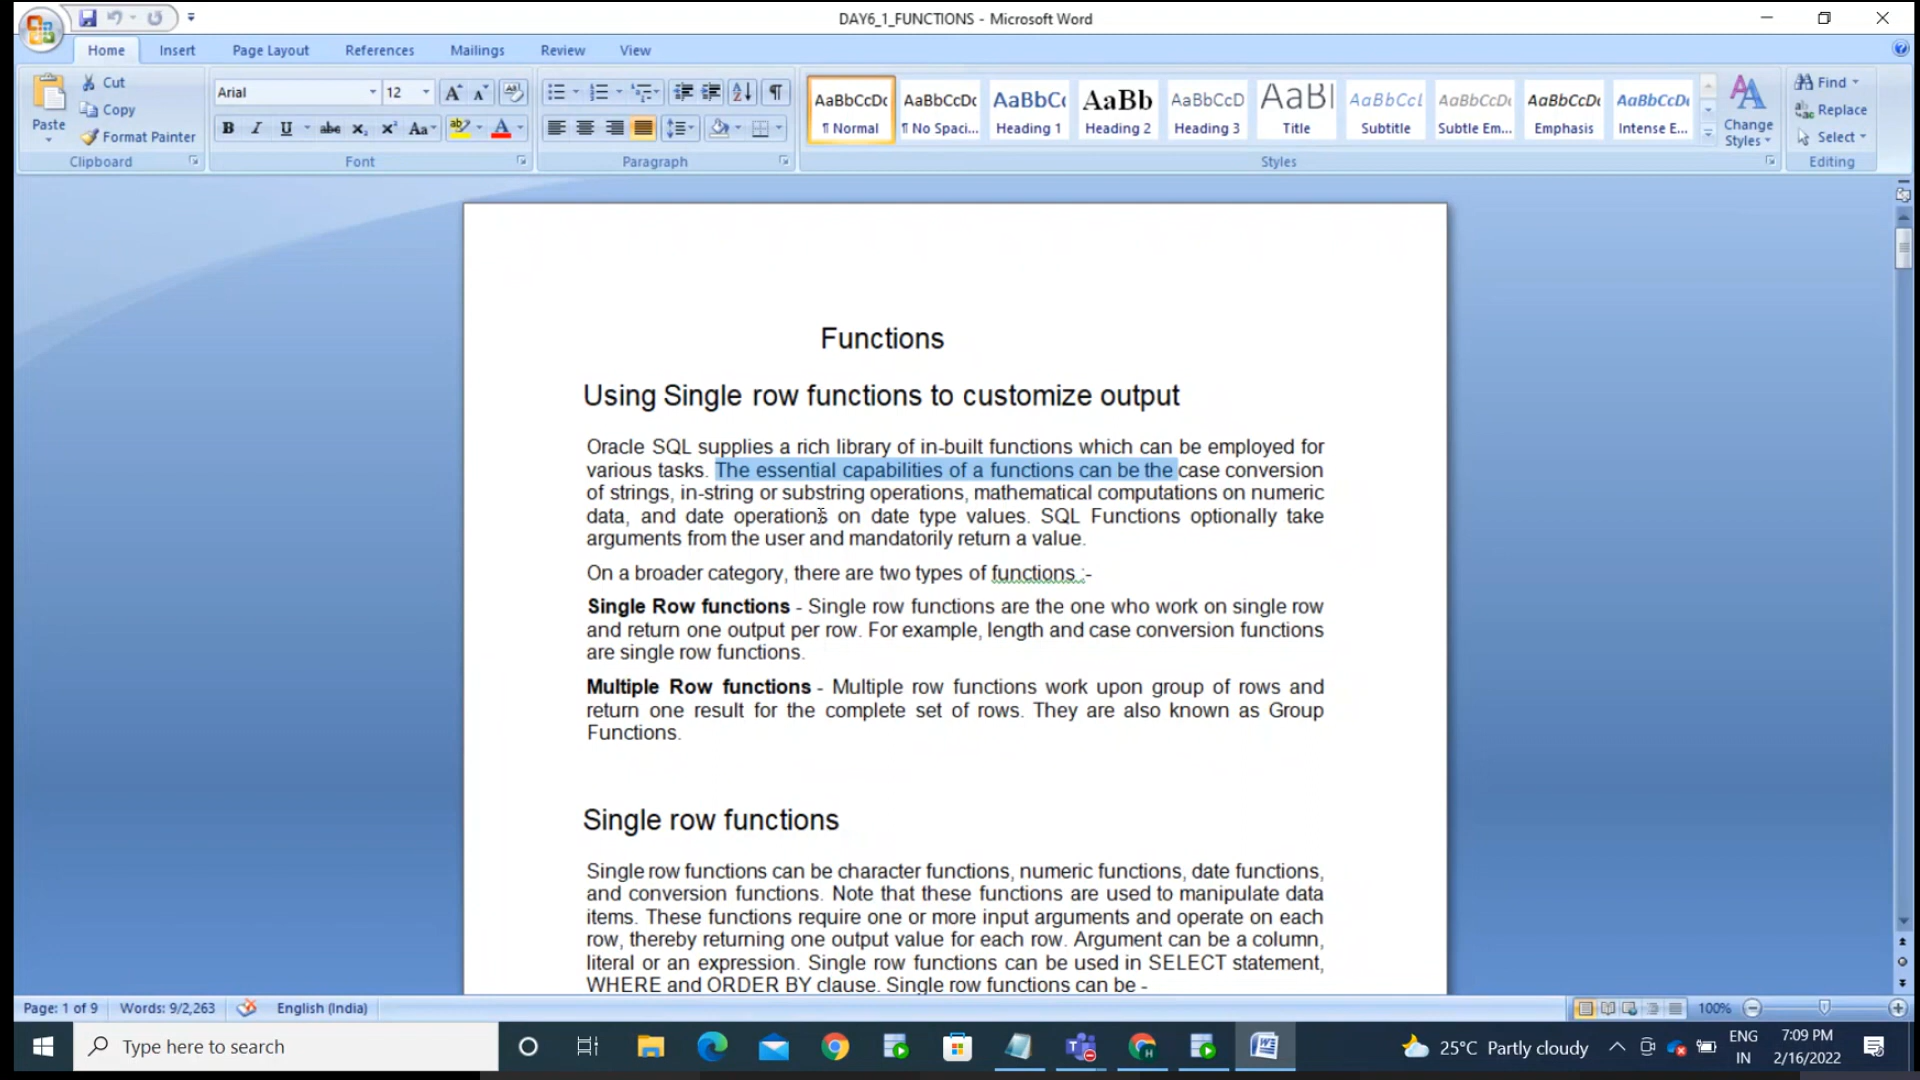 DAY6_1_FUNCTIONS - Microsoft Word
Home Insert Page Layout References Mailings Review View
Paste
Cut
Copy
Format Painter
Clipboard
Arial 12
Font
Paragraph
AaBbCcDc AaBbCcDc AaBbC AaBb AaBbCcD AaB AaBbCcL AaBbCcDc AaBbCcDc AaBbCcDc
¶ Normal ¶ No Spaci... Heading 1 Heading 2 Heading 3 Title Subtitle Subtle Em... Emphasis Intense E...
Styles
Change Styles
Find
Replace
Select
Editing
Functions
Using Single row functions to customize output
Oracle SQL supplies a rich library of in-built functions which can be employed for
various tasks. The essential capabilities of a functions can be the case conversion
of strings, in-string or substring operations, mathematical computations on numeric
data, and date operations on date type values. SQL Functions optionally take
arguments from the user and mandatorily return a value.
On a broader category, there are two types of functions :-
Single Row functions - Single row functions are the one who work on single row
and return one output per row. For example, length and case conversion functions
are single row functions.
Multiple Row functions - Multiple row functions work upon group of rows and
return one result for the complete set of rows. They are also known as Group
Functions.
Single row functions
Single row functions can be character functions, numeric functions, date functions,
and conversion functions. Note that these functions are used to manipulate data
items. These functions require one or more input arguments and operate on each
row, thereby returning one output value for each row. Argument can be a column,
literal or an expression. Single row functions can be used in SELECT statement,
WHERE and ORDER BY clause. Single row functions can be -
Page: 1 of 9 Words: 9/2,263 English (India) 100%
Type here to search
25°C Partly cloudy
ENG
IN
7:09 PM
2/16/2022